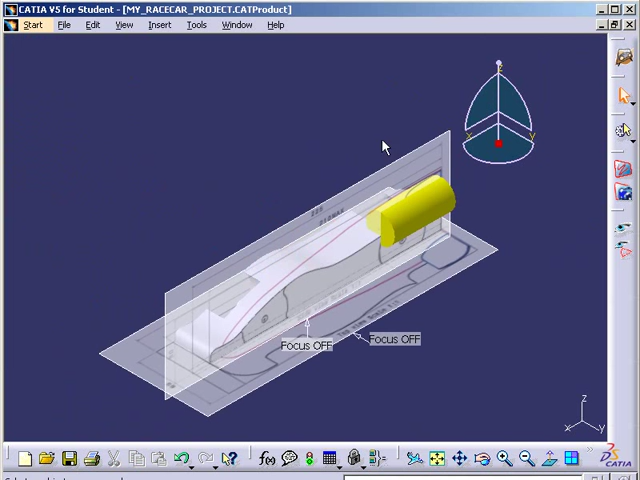 CATIA V5 for Student - [MY_RACECAR_PROJECT.CATProduct]
Start File Edit View Insert Tools Window Help
Z
X Y
Focus OFF
Focus OFF
Z
X Y
f(x)
CATIA